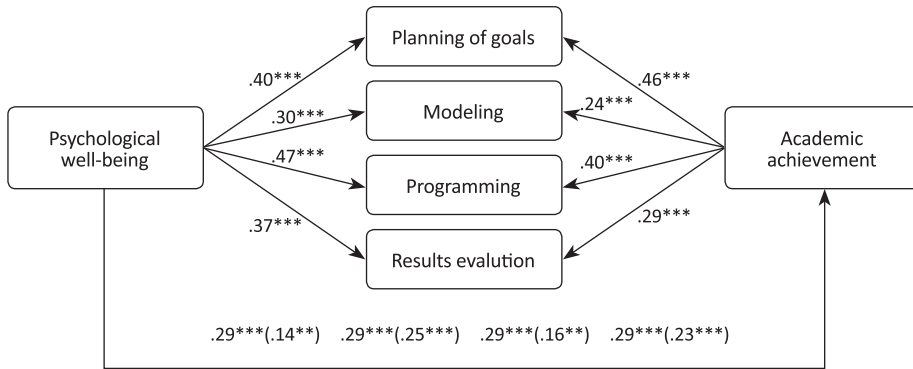 Planning of goals
.40***
.46***
.30***
Modeling
.24***
Psychological
well-being
Academic
achievement
.47***
Programming
.40***
.37***
.29***
Results evalution
.29***(.14**) .29***(.25***) .29***(.16**) .29***(.23***)